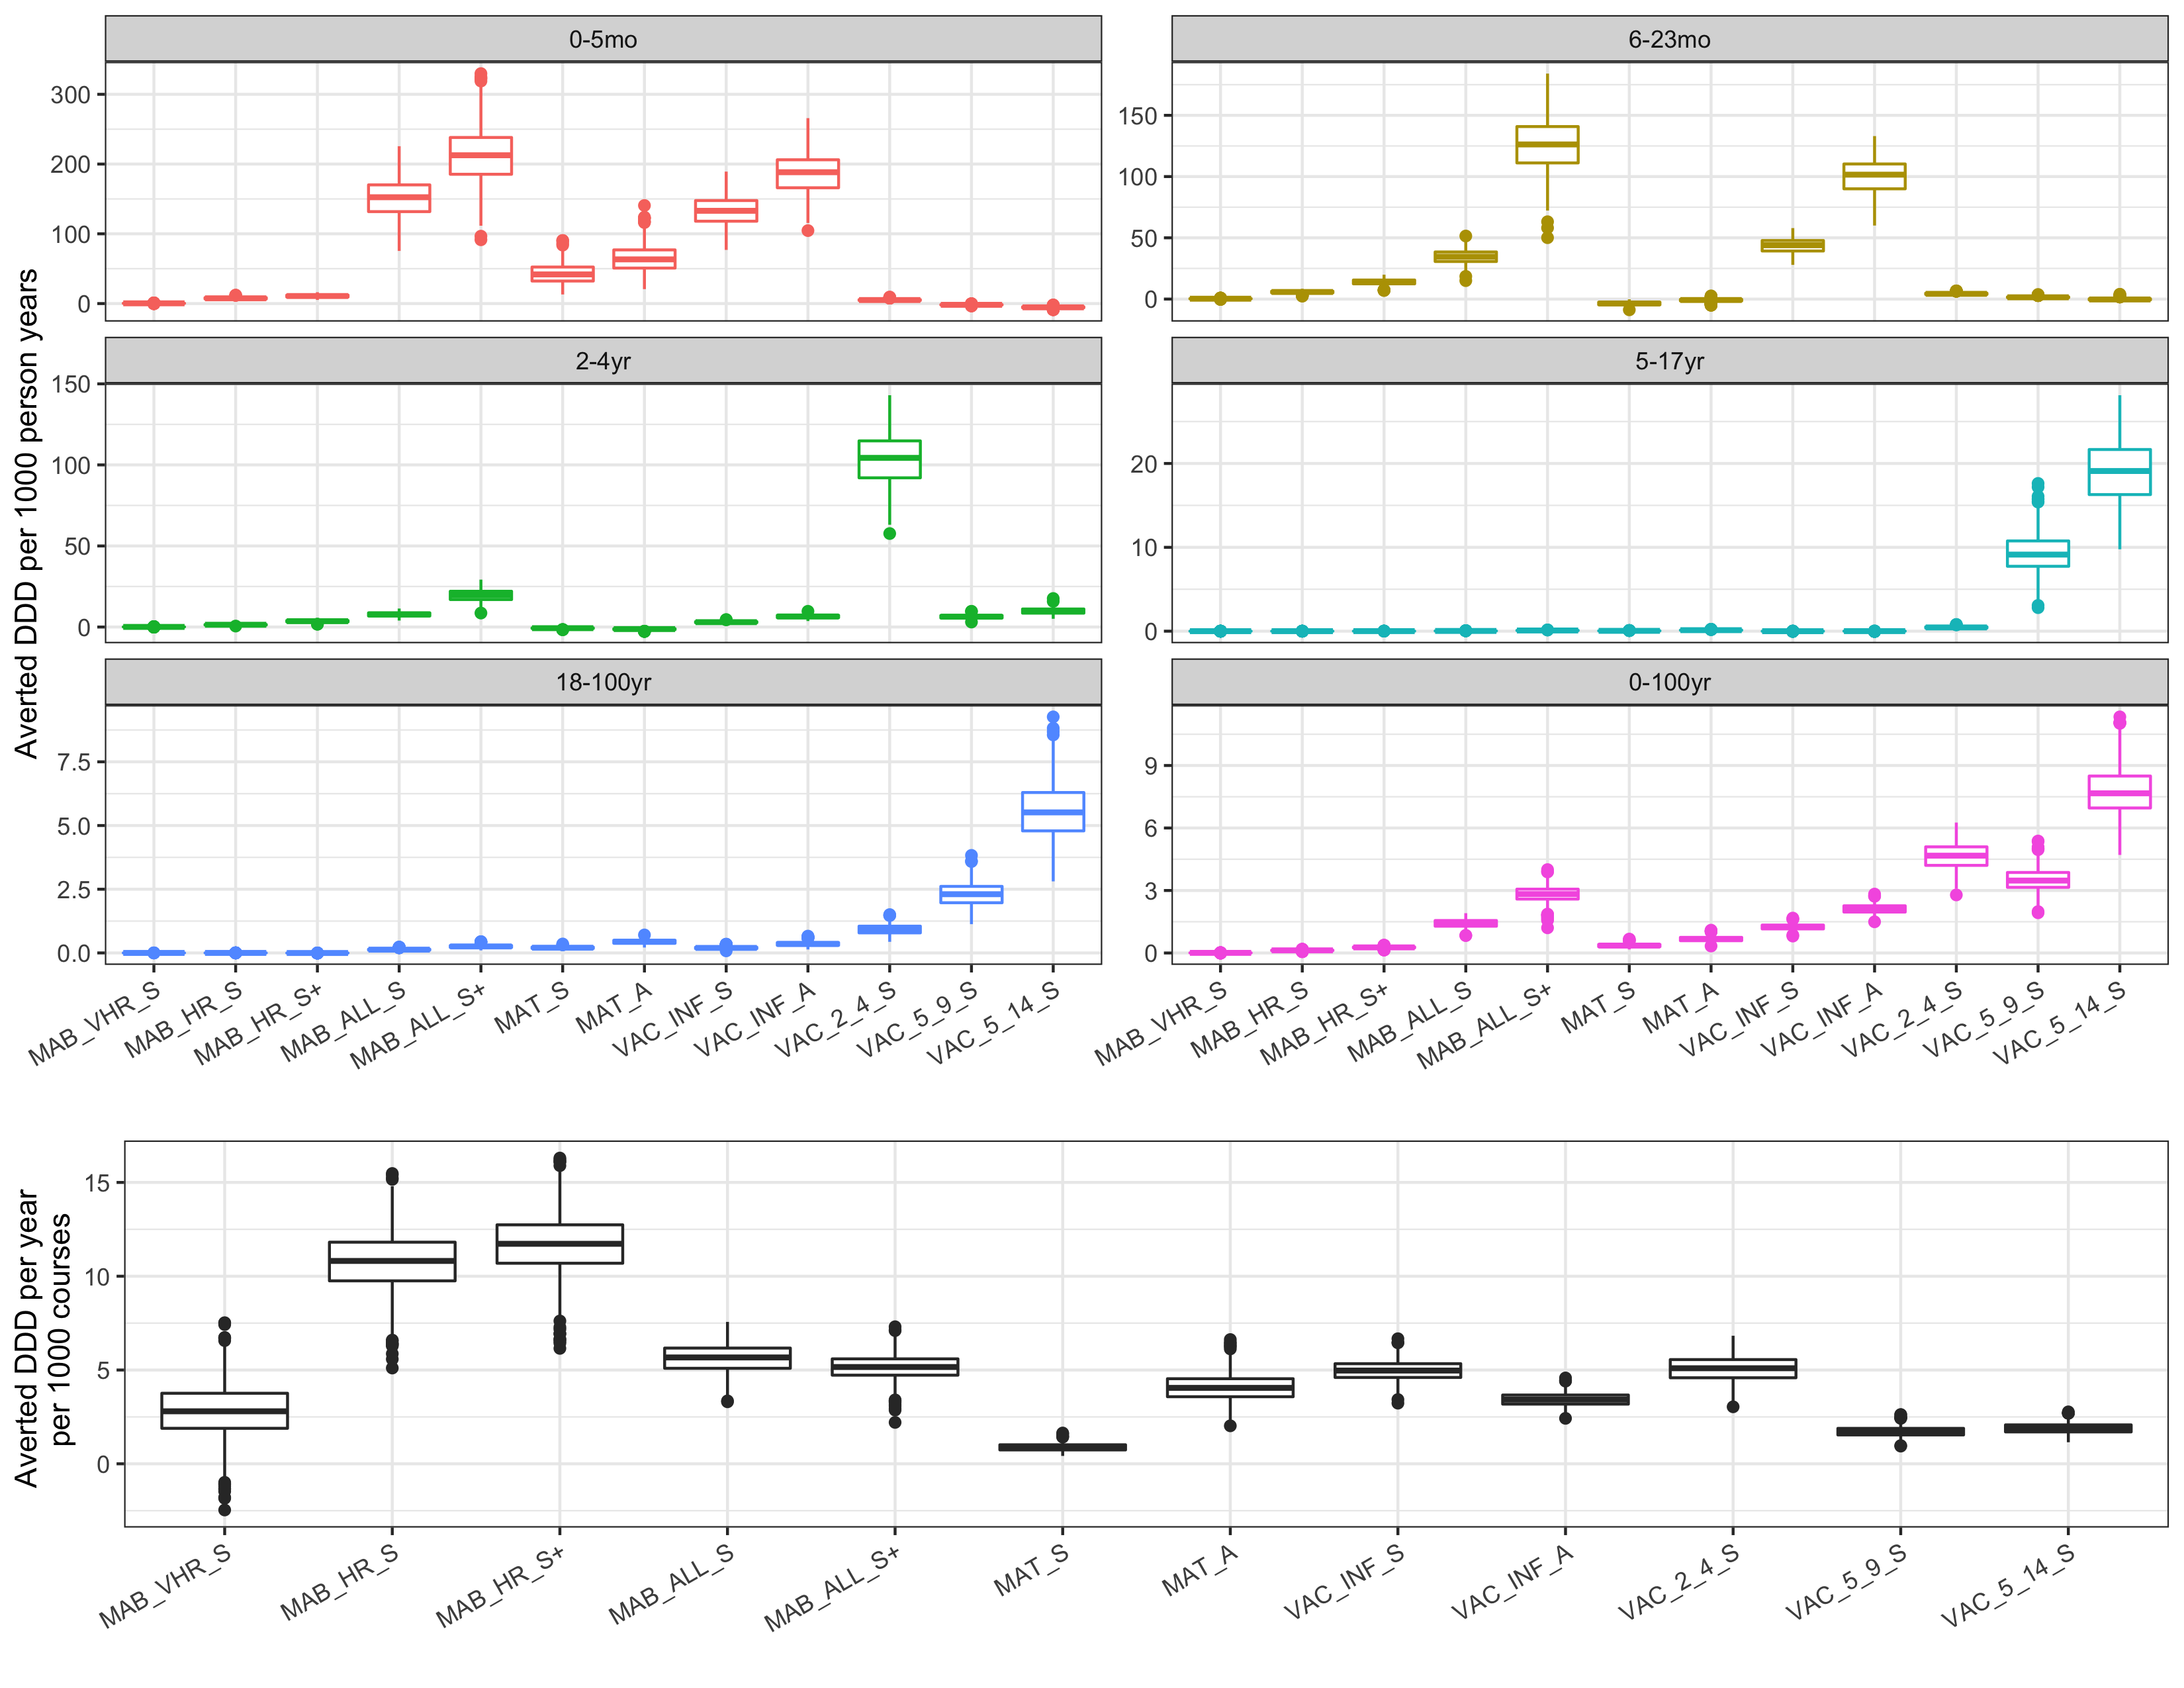 0-5mo
6-23mo
300
200
100
0
150
100
50
0
2-4yr
5-17yr
150
100
50
0
20
10
0
18-100yr
0-100yr
7.5
5.0
2.5
0.0
9
6
3
0
Averted DDD per 1000 person years
MAB_VHR_S
MAB_HR_S
MAB_HR_S+
MAB_ALL_S
MAB_ALL_S+
MAT_S
MAT_A
VAC_INF_S
VAC_INF_A
VAC_2_4_S
VAC_5_9_S
VAC_5_14_S
MAB_VHR_S
MAB_HR_S
MAB_HR_S+
MAB_ALL_S
MAB_ALL_S+
MAT_S
MAT_A
VAC_INF_S
VAC_INF_A
VAC_2_4_S
VAC_5_9_S
VAC_5_14_S
Averted DDD per year
per 1000 courses
15
10
5
0
MAB_VHR_S
MAB_HR_S
MAB_HR_S+
MAB_ALL_S
MAB_ALL_S+
MAT_S
MAT_A
VAC_INF_S
VAC_INF_A
VAC_2_4_S
VAC_5_9_S
VAC_5_14_S